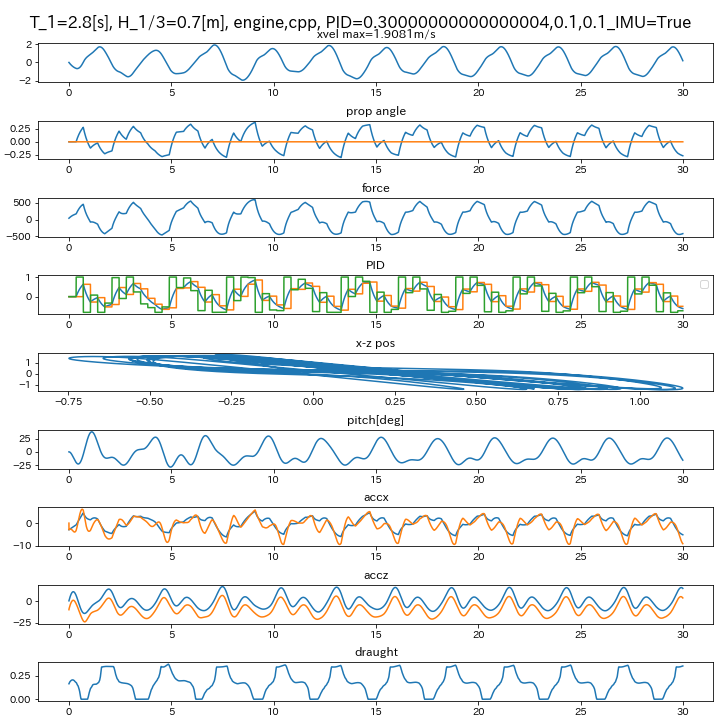 T_1=2.8[s], H_1/3=0.7[m], engine,cpp, PID=0.30000000000000004,0.1,0.1_IMU=True
xvel max=1.9081m/s
2
0
−2
0 5 10 15 20 25 30
prop angle
0.25
0.00
−0.25
0 5 10 15 20 25 30
force
500
0
−500
0 5 10 15 20 25 30
PID
1
0
0 5 10 15 20 25 30
x-z pos
1
0
−1
−0.75 −0.50 −0.25 0.00 0.25 0.50 0.75 1.00
pitch[deg]
25
0
−25
0 5 10 15 20 25 30
accx
0
−10
0 5 10 15 20 25 30
accz
0
−25
0 5 10 15 20 25 30
draught
0.25
0.00
0 5 10 15 20 25 30